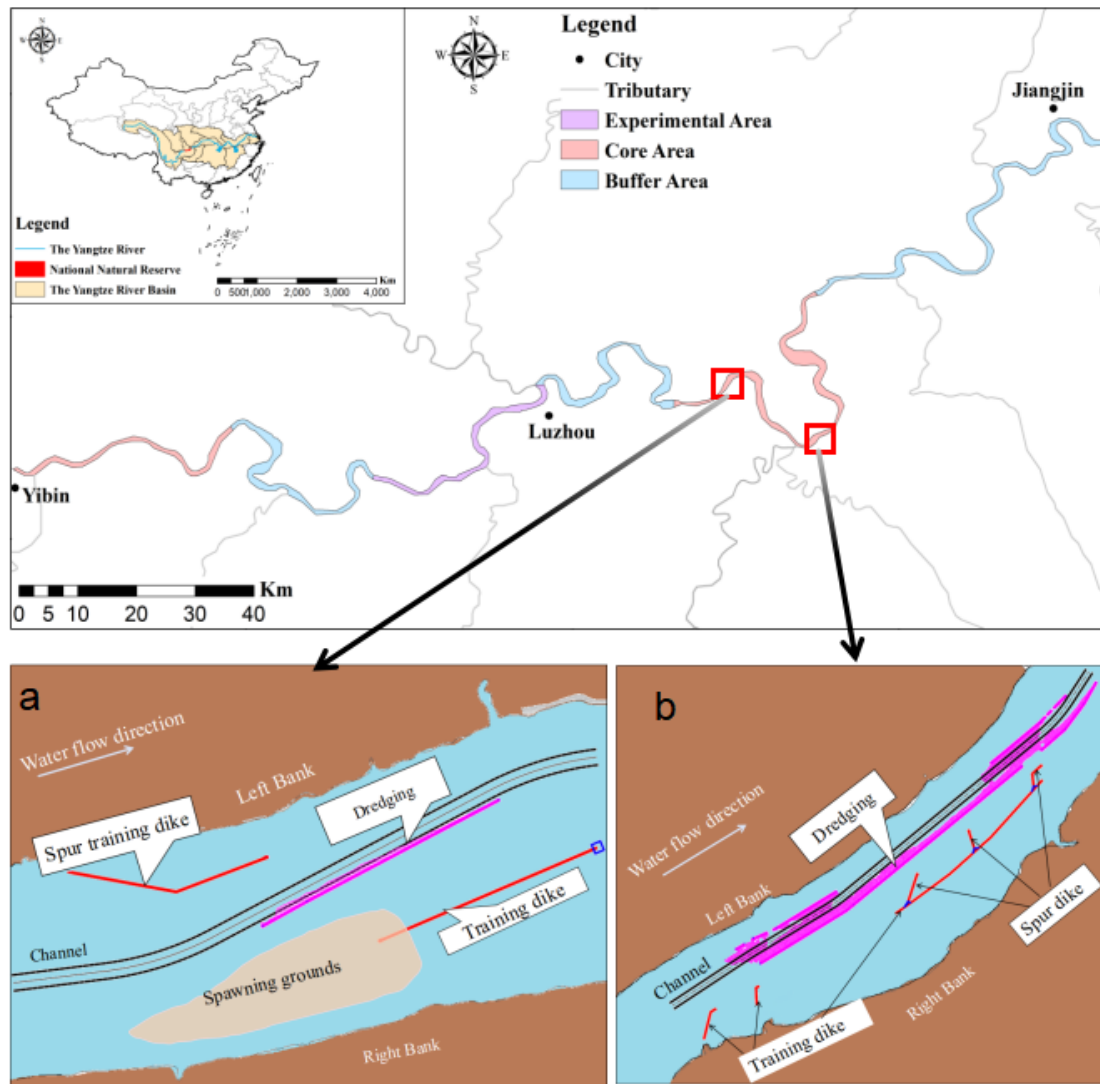 N
W
E
S
Legend
The Yangtze River
National Natural Reserve
The Yangtze River Basin
Km
0 5001,000 2,000 3,000 4,000
N
W
E
S
Legend
City
Tributary
Experimental Area
Core Area
Buffer Area
Jiangjin
Luzhou
Yibin
Km
0 5 10 20 30 40
a
Water flow direction
Left Bank
Dredging
Spur training dike
Training dike
Channel
Spawning grounds
Right Bank
b
Water flow direction
Dredging
Left Bank
Spur dike
Channel
Right Bank
Training dike